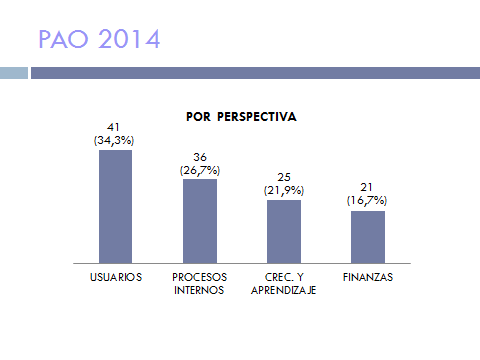 PAO 2014
POR PERSPECTIVA
41
(34,3%)
36
(26,7%)
25
(21,9%)
21
(16,7%)
USUARIOS
PROCESOS
INTERNOS
CREC. Y
APRENDIZAJE
FINANZAS